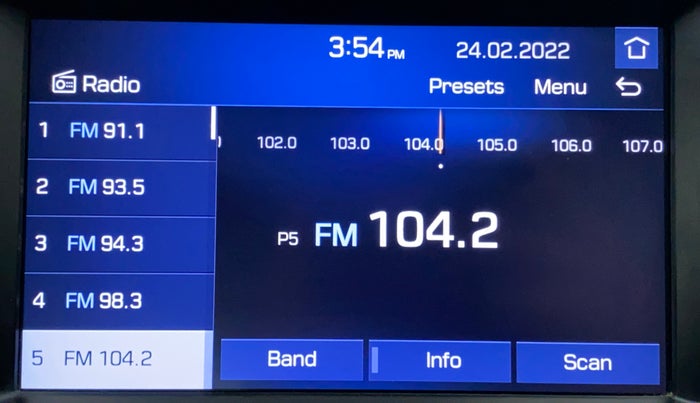 3:54 PM 24.02.2022
Radio Presets Menu
1 FM 91.1
102.0 103.0 104.0 105.0 106.0 107.0
2 FM 93.5
3 FM 94.3
P5 FM 104.2
4 FM 98.3
5 FM 104.2
Band Info Scan